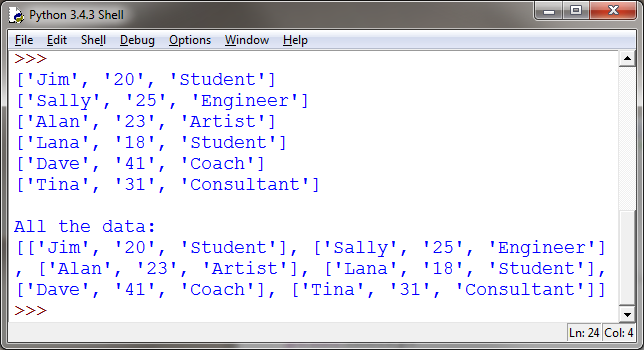 Python 3.4.3 Shell
File Edit Shell Debug Options Window Help
>>>
['Jim', '20', 'Student']
['Sally', '25', 'Engineer']
['Alan', '23', 'Artist']
['Lana', '18', 'Student']
['Dave', '41', 'Coach']
['Tina', '31', 'Consultant']
All the data:
[['Jim', '20', 'Student'], ['Sally', '25', 'Engineer']
, ['Alan', '23', 'Artist'], ['Lana', '18', 'Student'],
['Dave', '41', 'Coach'], ['Tina', '31', 'Consultant']]
>>>
Ln: 24 Col: 4